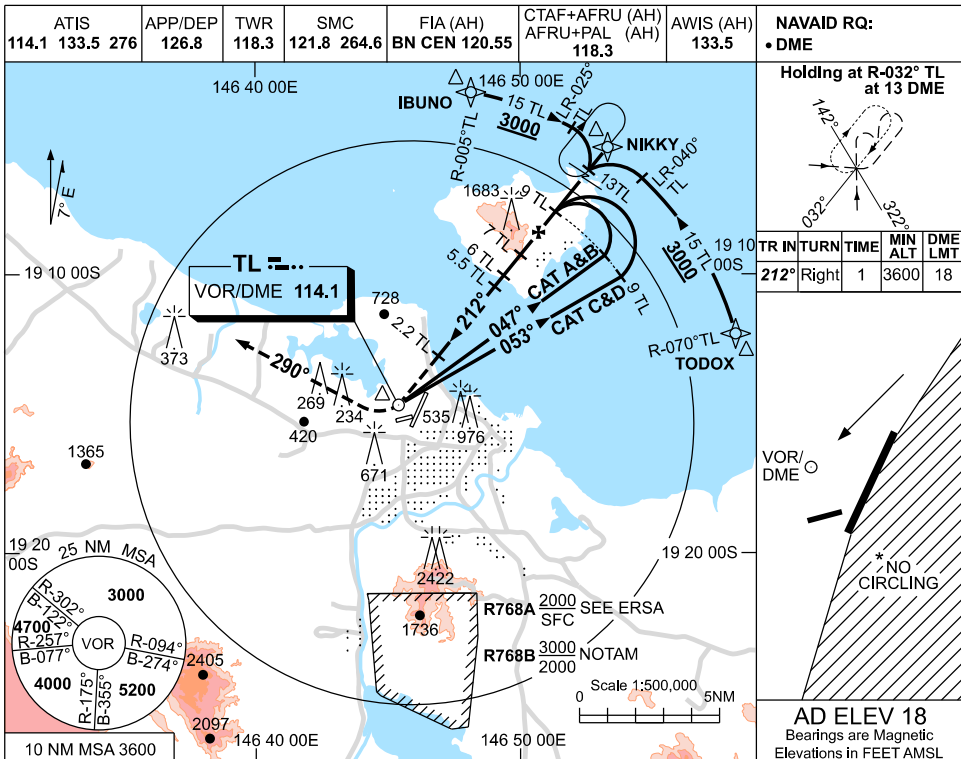 ATIS
114.1 133.5 276
APP/DEP
126.8
TWR
118.3
SMC
121.8 264.6
FIA (AH)
BN CEN 120.55
CTAF+AFRU (AH)
AFRU+PAL (AH)
118.3
AWIS (AH)
133.5
NAVAID RQ:
• DME
146 40 00E
146 50 00E
IBUNO
15 TL
3000
LR-025°
TL
R-005°TL
NIKKY
LR-040°
TL
13TL
9 TL
1683
7 TL
6 TL
5.5 TL
15 TL
3000
19 10
00S
19 10 00S
TL
VOR/DME 114.1
728
2.2 TL
212°
047°
CAT A&B
053°
CAT C&D
9 TL
R-070°TL
TODOX
7° E
373
290°
269
234
420
535
976
671
1365
19 20
00S
19 20 00S
2422
1736
R768A 2000
SFC
SEE ERSA
R768B 3000
2000
NOTAM
25 NM MSA
3000
R-302°
B-122°
4700
R-257°
B-077°
VOR
R-094°
B-274°
4000
R-175°
B-355°
5200
2405
2097
10 NM MSA 3600
146 40 00E
146 50 00E
Scale 1:500,000
0
5NM
Holding at R-032° TL
at 13 DME
142°
032°
322°
TR IN TURN TIME MIN ALT DME LMT
212° Right 1 3600 18
VOR/
DME
*NO
CIRCLING
AD ELEV 18
Bearings are Magnetic
Elevations in FEET AMSL